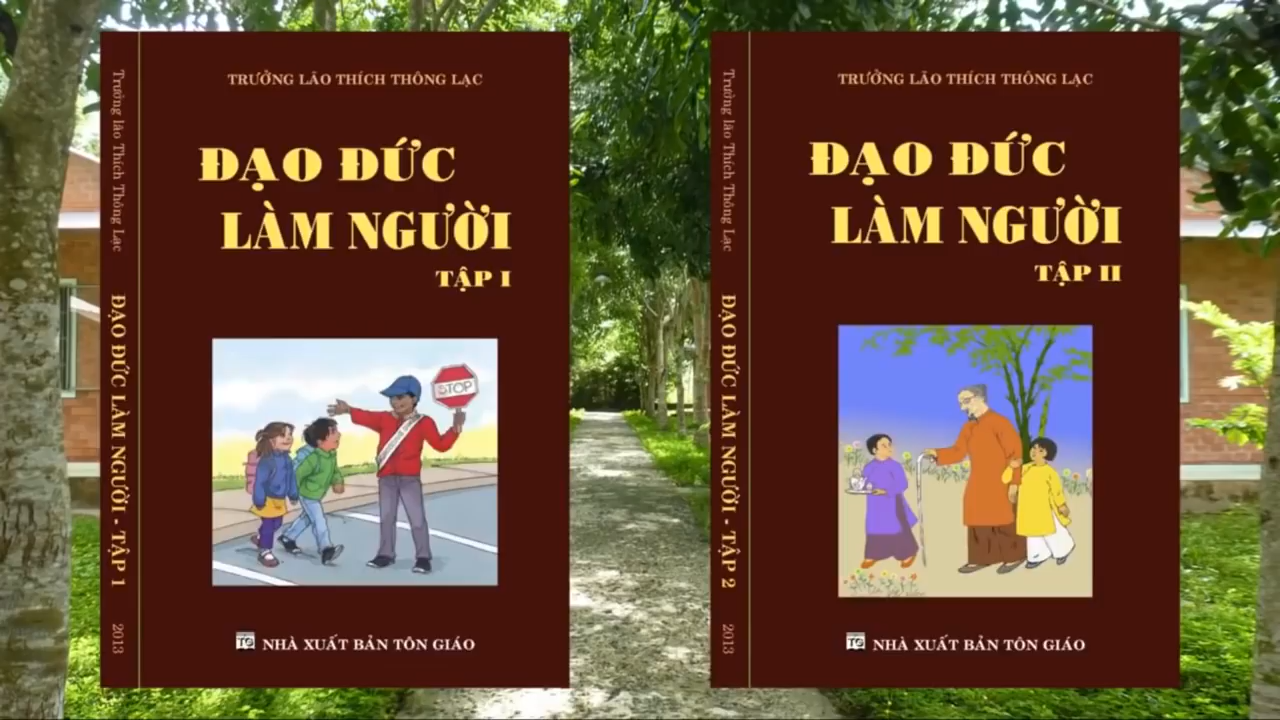 Trưởng lão Thích Thông Lạc
ĐẠO ĐỨC LÀM NGƯỜI - TẬP 1
2013
TRƯỞNG LÃO THÍCH THÔNG LẠC
ĐẠO ĐỨC
LÀM NGƯỜI
TẬP I
STOP
NHÀ XUẤT BẢN TÔN GIÁO
Trưởng lão Thích Thông Lạc
ĐẠO ĐỨC LÀM NGƯỜI - TẬP 2
2013
TRƯỞNG LÃO THÍCH THÔNG LẠC
ĐẠO ĐỨC
LÀM NGƯỜI
TẬP II
NHÀ XUẤT BẢN TÔN GIÁO